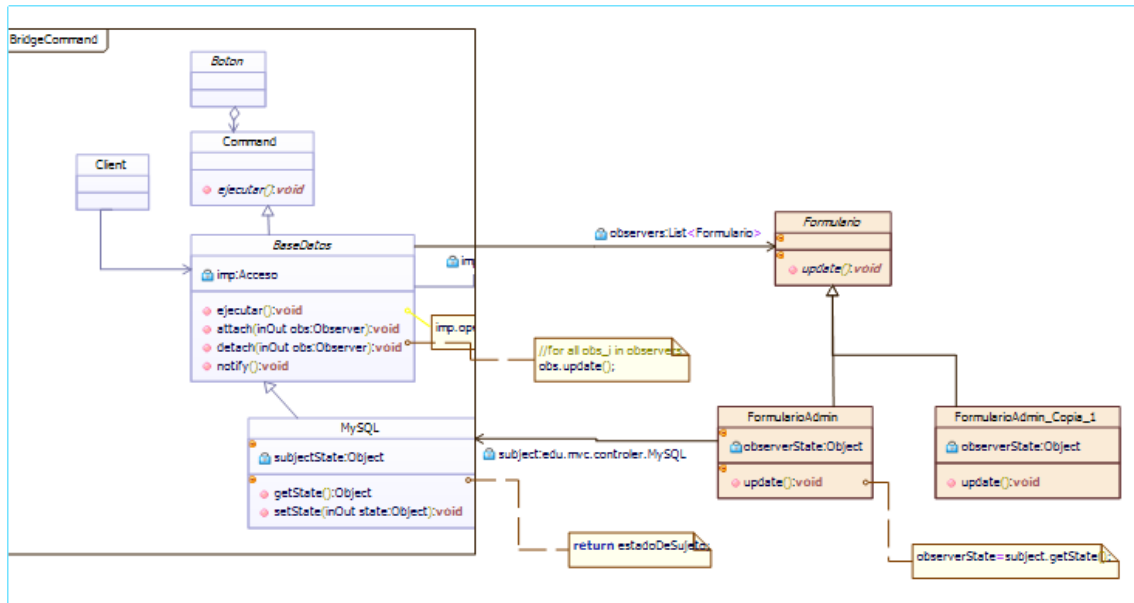 BridgeCommand
Boton
Command
ejecutar():void
Client
BaseDatos
imp:Acceso
ejecutar():void
attach(inOut obs:Observer):void
detach(inOut obs:Observer):void
notify():void
observers:List<Formulario>
im
imp.ope
//for all obs_i in observers
obs.update();
Formulario
update():void
MySQL
subjectState:Object
getState():Object
setState(inOut state:Object):void
subject:edu.mvc.controler.MySQL
return estadoDeSujeto;
FormularioAdmin
observerState:Object
update():void
FormularioAdmin_Copia_1
observerState:Object
update():void
observerState=subject.getState();